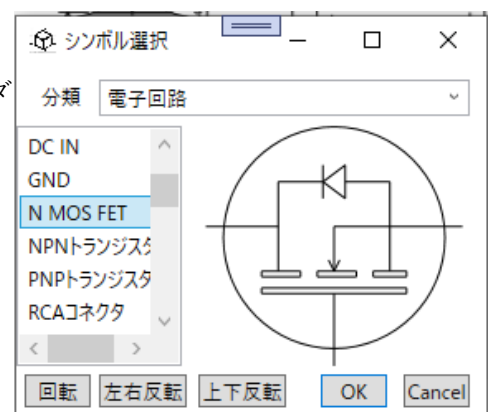 シンボル選択
ダ
分類 電子回路
DC IN
GND
N MOS FET
NPNトランジスタ
PNPトランジスタ
RCAコネクタ
回転 左右反転 上下反転 OK Cancel